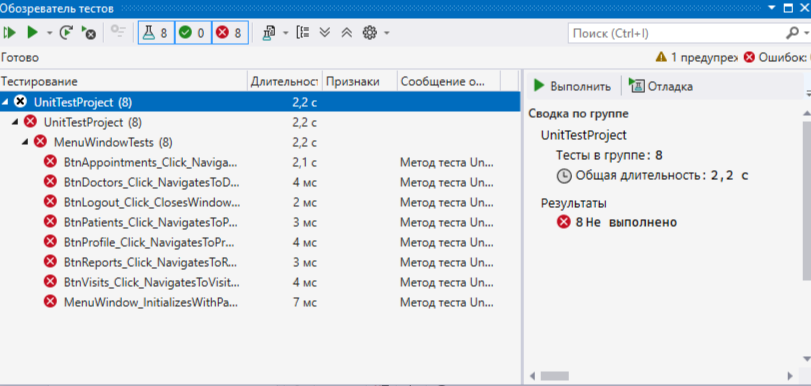 Обозреватель тестов
8 0 8
Поиск (Ctrl+I)
Готово
1 предупреж Ошибок:
Тестирование Длительност Признаки Сообщение о...
UnitTestProject (8) 2,2 с
UnitTestProject (8) 2,2 с
MenuWindowTests (8) 2,2 с
BtnAppointments_Click_Naviga... 2,1 с Метод теста Un...
BtnDoctors_Click_NavigatesToD... 4 мс Метод теста Un...
BtnLogout_Click_ClosesWindow... 2 мс Метод теста Un...
BtnPatients_Click_NavigatesToP... 3 мс Метод теста Un...
BtnProfile_Click_NavigatesToPr... 4 мс Метод теста Un...
BtnReports_Click_NavigatesToR... 3 мс Метод теста Un...
BtnVisits_Click_NavigatesToVisit... 4 мс Метод теста Un...
MenuWindow_InitializesWithPa... 7 мс Метод теста Un...
Выполнить Отладка
Сводка по группе
UnitTestProject
Тесты в группе: 8
Общая длительность: 2,2 с
Результаты
8 Не выполнено